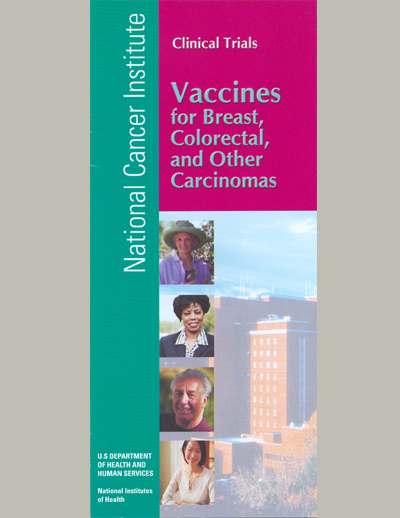 National Cancer Institute
Clinical Trials
Vaccines
for Breast,
Colorectal,
and Other
Carcinomas
U.S DEPARTMENT
OF HEALTH AND
HUMAN SERVICES
National Institutes
of Health